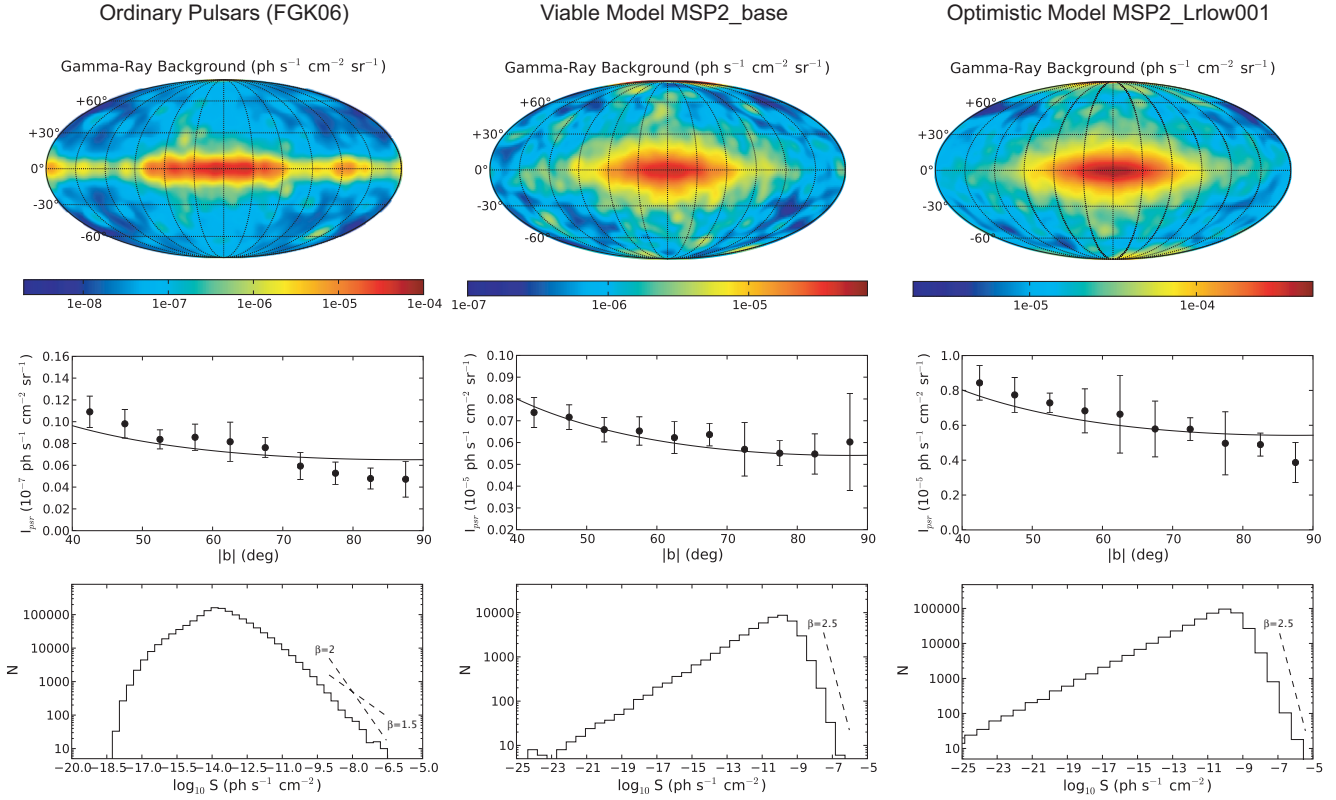 Ordinary Pulsars (FGK06)
Viable Model MSP2_base
Optimistic Model MSP2_Lrlow001
Gamma-Ray Background (ph s⁻¹ cm⁻² sr⁻¹)
+60°
+30°
0°
-30°
-60°
1e-08 1e-07 1e-06 1e-05 1e-04
Gamma-Ray Background (ph s⁻¹ cm⁻² sr⁻¹)
+60°
+30°
0°
-30°
-60°
1e-07 1e-06 1e-05
Gamma-Ray Background (ph s⁻¹ cm⁻² sr⁻¹)
+60°
+30°
0°
-30°
-60°
1e-05 1e-04
I_psr (10⁻⁷ ph s⁻¹ cm⁻² sr⁻¹)
0.16
0.14
0.12
0.10
0.08
0.06
0.04
0.02
0.00
40 50 60 70 80 90
|b| (deg)
I_psr (10⁻⁵ ph s⁻¹ cm⁻² sr⁻¹)
0.10
0.09
0.08
0.07
0.06
0.05
0.04
0.03
0.02
40 50 60 70 80 90
|b| (deg)
I_psr (10⁻⁵ ph s⁻¹ cm⁻² sr⁻¹)
1.0
0.8
0.6
0.4
0.2
0.0
40 50 60 70 80 90
|b| (deg)
N
100000
10000
1000
100
10
β=2
β=1.5
−20.0 −18.5 −17.0 −15.5 −14.0 −12.5 −11.0 −9.5 −8.0 −6.5 −5.0
log₁₀ S (ph s⁻¹ cm⁻²)
N
10000
1000
100
10
β=2.5
−25 −23 −21 −19 −17 −15 −13 −11 −9 −7 −5
log₁₀ S (ph s⁻¹ cm⁻²)
N
100000
10000
1000
100
10
β=2.5
−25 −23 −21 −19 −17 −15 −13 −11 −9 −7 −5
log₁₀ S (ph s⁻¹ cm⁻²)